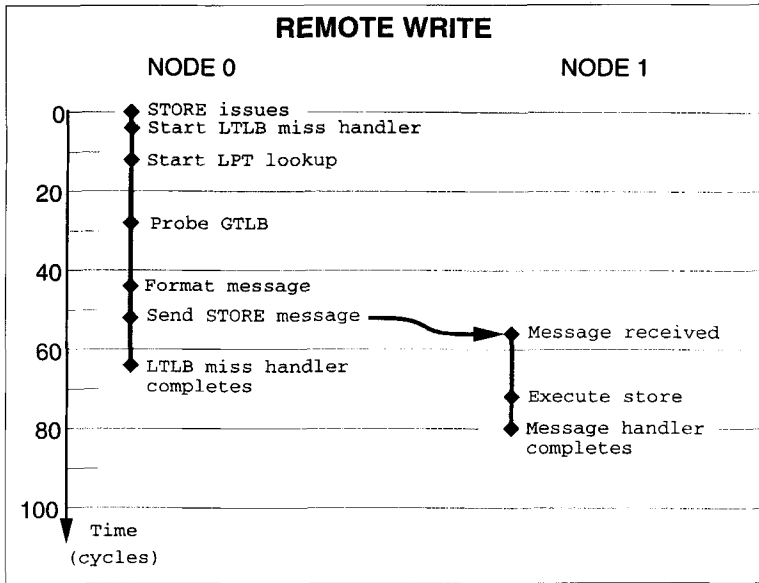 REMOTE WRITE
NODE 0
NODE 1
0
STORE issues
Start LTLB miss handler
Start LPT lookup
20
Probe GTLB
40
Format message
Send STORE message
Message received
60
LTLB miss handler
completes
Execute store
80
Message handler
completes
100
Time
(cycles)